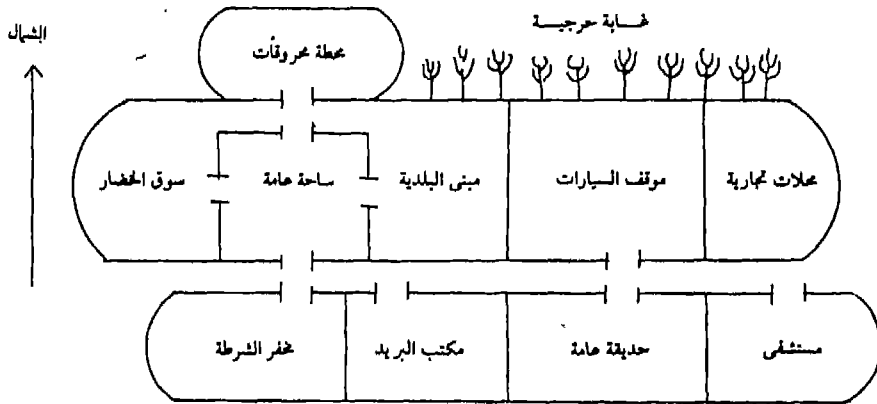 غابة حرجية
الشمال
محطة محروقات
محلات تجارية
موقف السيارات
مبنى البلدية
ساحة عامة
سوق الخضار
مستشفى
حديقة عامة
مكتب البريد
مخفر الشرطة